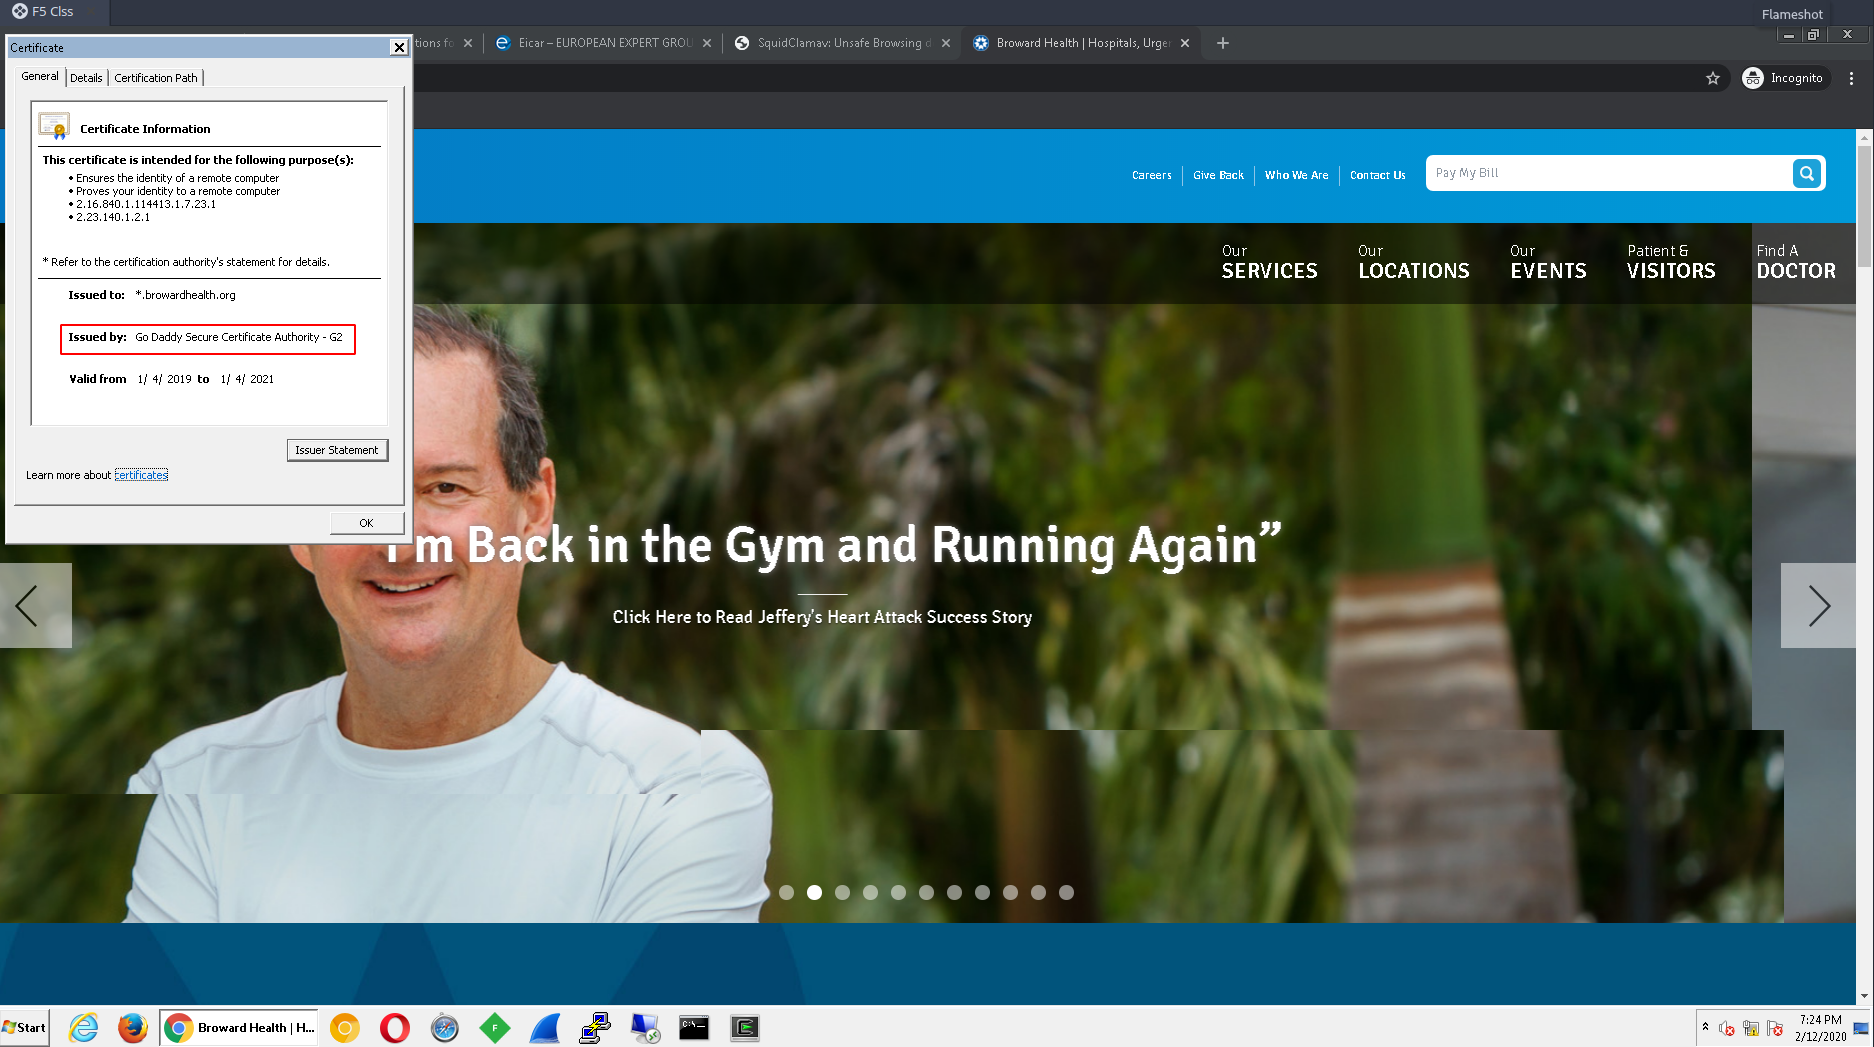 F5 Clss
Flameshot
Certificate
tions fo
Eicar – EUROPEAN EXPERT GROU
SquidClamav: Unsafe Browsing d
Broward Health | Hospitals, Urger
Incognito
General
Details
Certification Path
Certificate Information
This certificate is intended for the following purpose(s):
• Ensures the identity of a remote computer
• Proves your identity to a remote computer
• 2.16.840.1.114413.1.7.23.1
• 2.23.140.1.2.1
* Refer to the certification authority's statement for details.
Issued to: *.browardhealth.org
Issued by: Go Daddy Secure Certificate Authority - G2
Valid from 1/ 4/ 2019 to 1/ 4/ 2021
Issuer Statement
Learn more about certificates
OK
Careers
Give Back
Who We Are
Contact Us
Pay My Bill
Our SERVICES
Our LOCATIONS
Our EVENTS
Patient & VISITORS
Find A DOCTOR
I'm Back in the Gym and Running Again”
Click Here to Read Jeffery's Heart Attack Success Story
Start
Broward Health | H...
C:\_
7:24 PM
2/12/2020